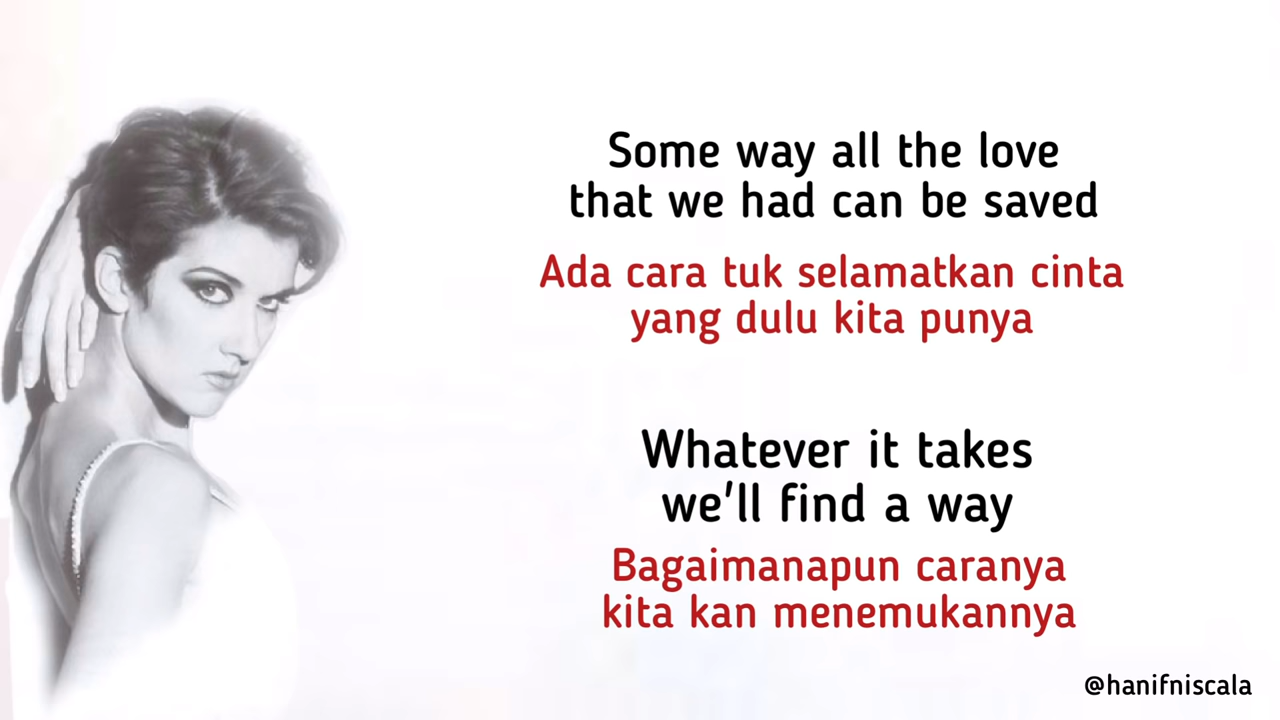 Some way all the love
that we had can be saved
Ada cara tuk selamatkan cinta
yang dulu kita punya
Whatever it takes
we'll find a way
Bagaimanapun caranya
kita kan menemukannya
@hanifniscala